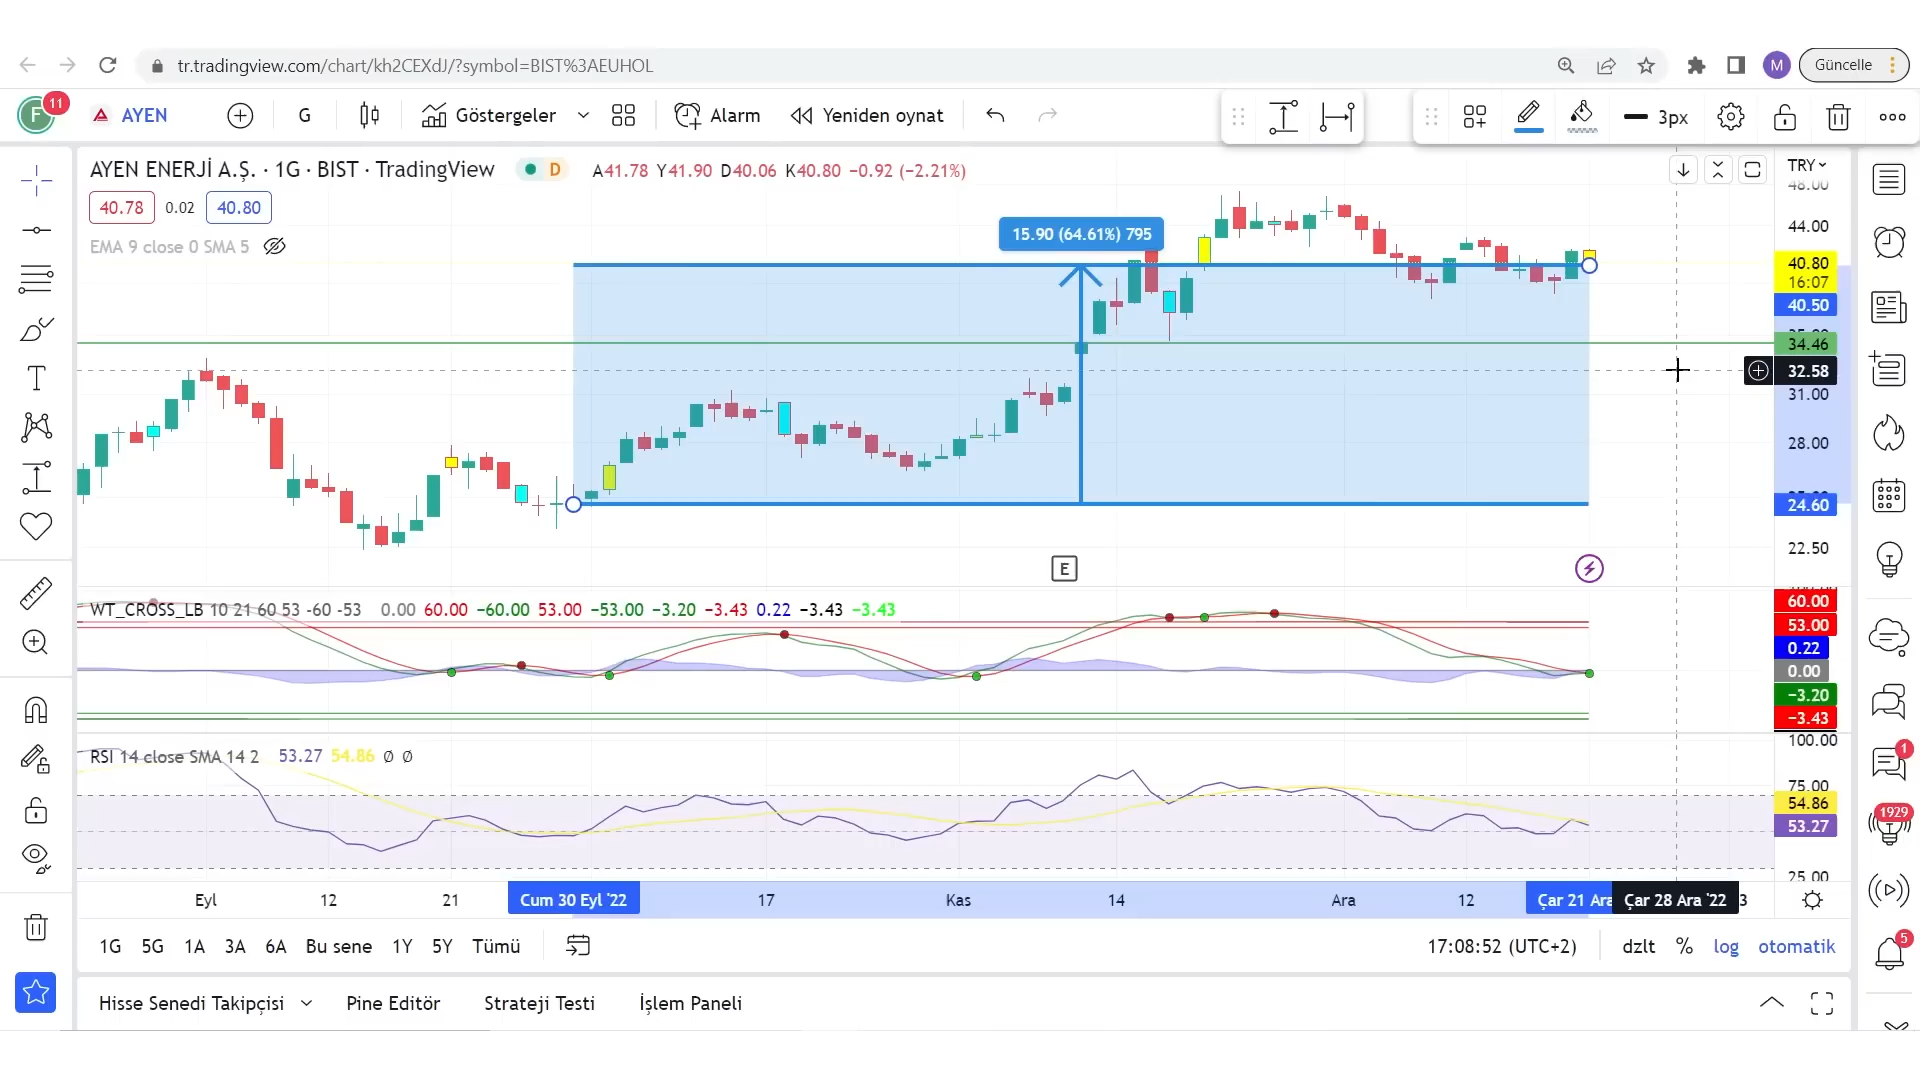 tr.tradingview.com/chart/kh2CEXdJ/?symbol=BIST%3AEUHOL
M
Güncelle
F
11
AYEN
G
Göstergeler
Alarm
Yeniden oynat
3px
AYEN ENERJİ A.Ş. · 1G · BIST · TradingView
D
A41.78 Y41.90 D40.06 K40.80 −0.92 (−2.21%)
TRY
48.00
40.78
0.02
40.80
EMA 9 close 0 SMA 5
15.90 (64.61%) 795
44.00
40.80
16:07
40.50
34.46
32.58
31.00
28.00
24.60
22.50
E
WT_CROSS_LB 10 21 60 53 -60 -53 0.00 60.00 −60.00 53.00 −53.00 −3.20 −3.43 0.22 −3.43 −3.43
60.00
53.00
0.22
0.00
−3.20
−3.43
100.00
RSI 14 close SMA 14 2 53.27 54.86 Ø Ø
75.00
54.86
53.27
25.00
Eyl
12
21
Cum 30 Eyl '22
17
Kas
14
Ara
12
Çar 21 Ara
Çar 28 Ara '22
3
1G 5G 1A 3A 6A Bu sene 1Y 5Y Tümü
17:08:52 (UTC+2)
dzlt % log otomatik
Hisse Senedi Takipçisi
Pine Editör
Strateji Testi
İşlem Paneli
1
1929
5